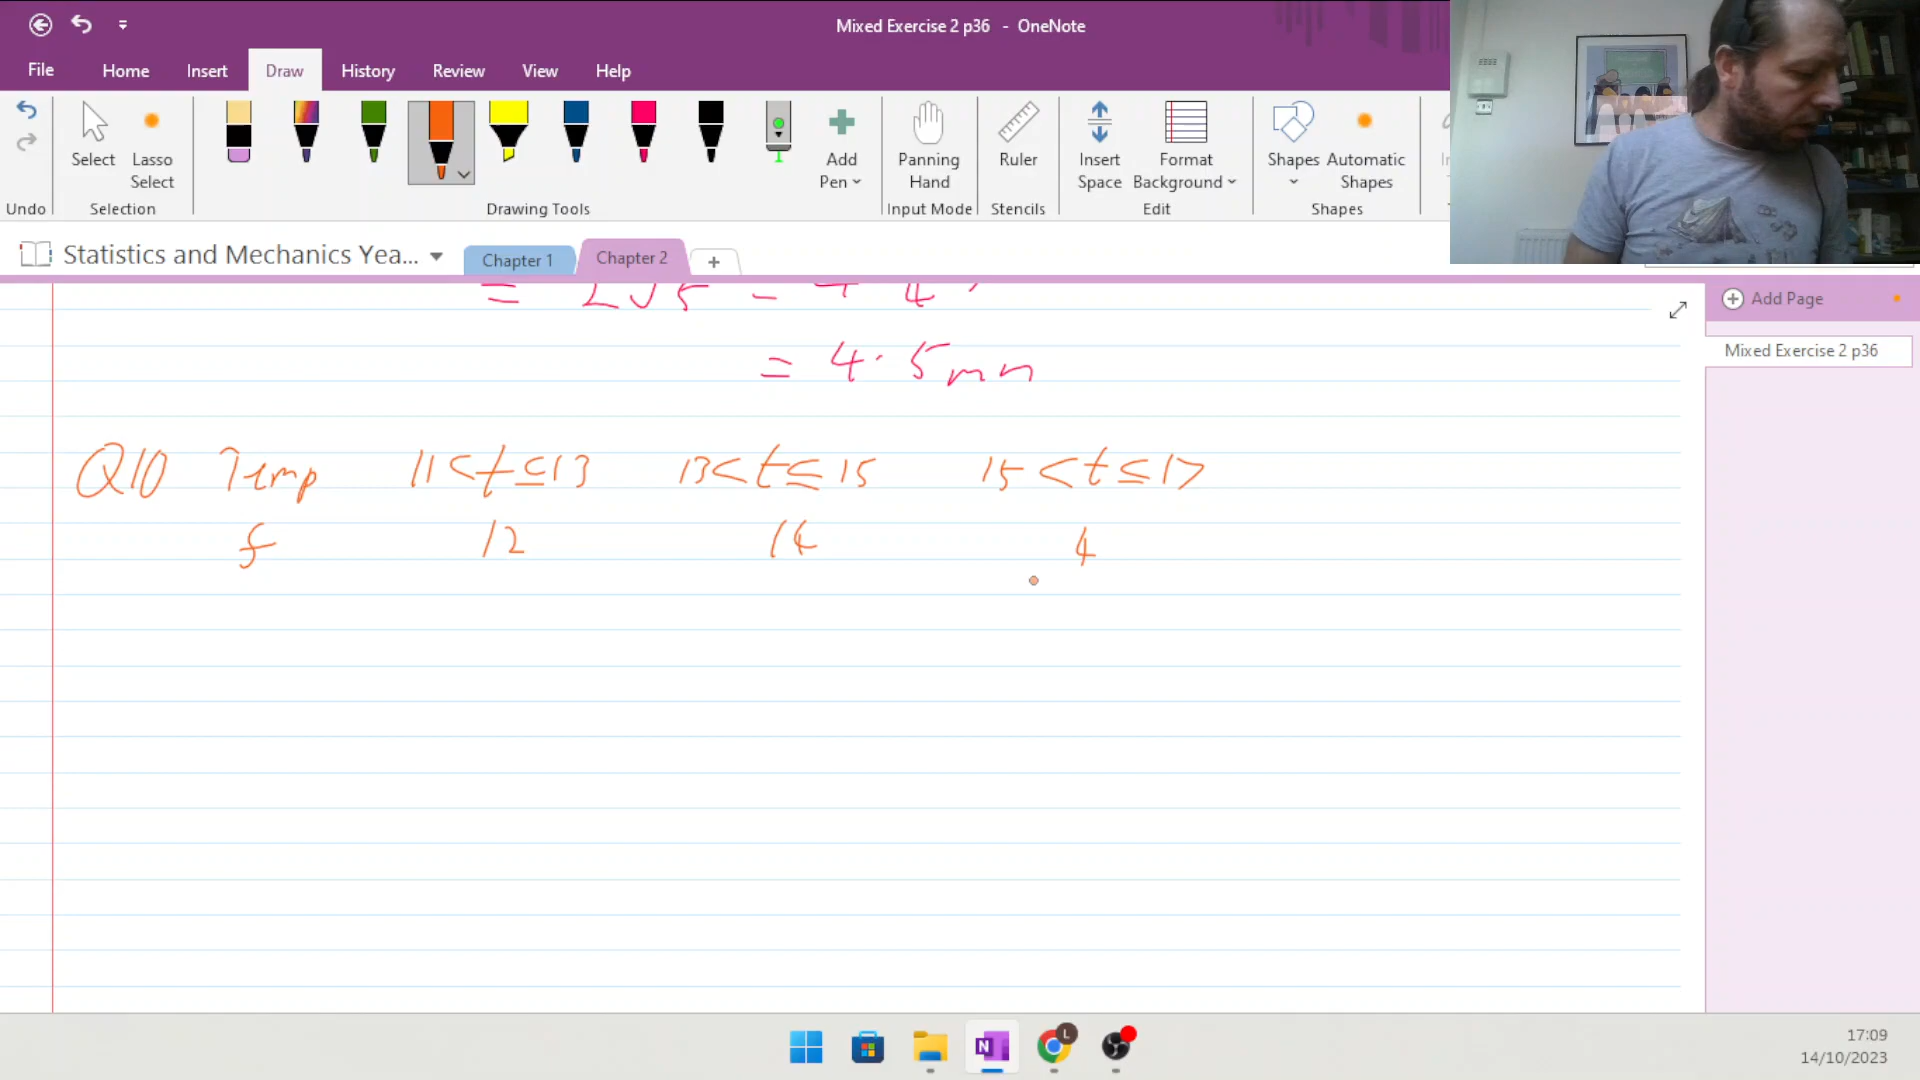 Mixed Exercise 2 p36 - OneNote
File Home Insert Draw History Review View Help
Select Lasso Select
Add Pen
Panning Hand
Ruler
Insert Space
Format Background
Shapes Automatic Shapes
Undo Selection Drawing Tools Input Mode Stencils Edit Shapes
Statistics and Mechanics Yea... Chapter 1 Chapter 2 +
Add Page
Mixed Exercise 2 p36
= 4.5mm
Q10 Temp 11<t≤13 13<t≤15 15<t≤17
f 12 14 4
N L
17:09
14/10/2023